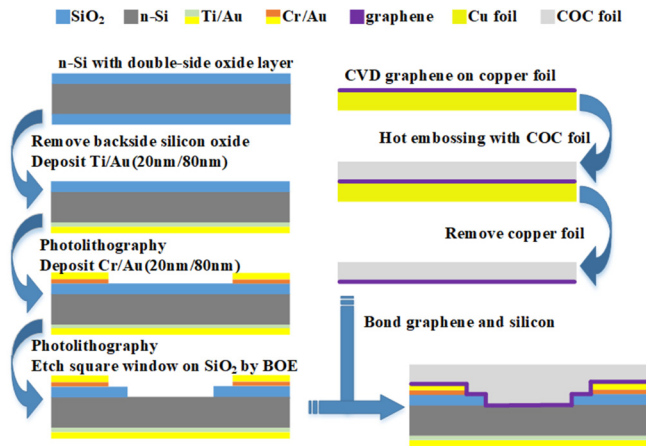 SiO₂ n-Si Ti/Au Cr/Au graphene Cu foil COC foil
n-Si with double-side oxide layer
Remove backside silicon oxide
Deposit Ti/Au(20nm/80nm)
Photolithography
Deposit Cr/Au(20nm/80nm)
Photolithography
Etch square window on SiO₂ by BOE
CVD graphene on copper foil
Hot embossing with COC foil
Remove copper foil
Bond graphene and silicon